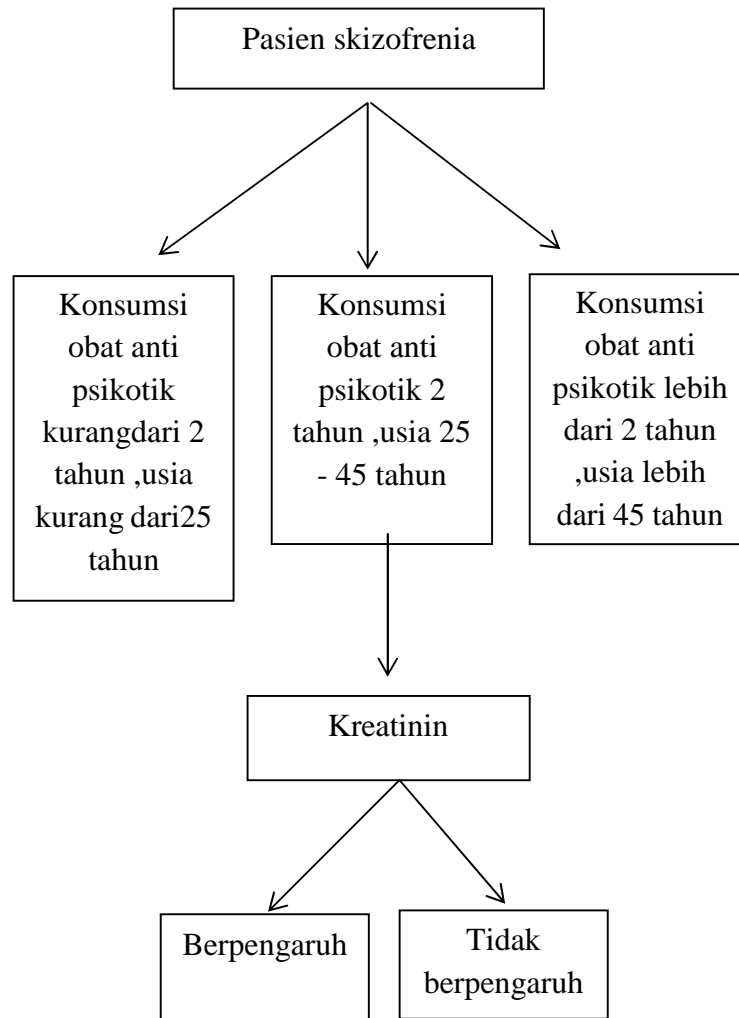 Pasien skizofrenia
Konsumsi
obat anti
psikotik
kurangdari 2
tahun ,usia
kurang dari25
tahun
Konsumsi
obat anti
psikotik 2
tahun ,usia 25
- 45 tahun
Konsumsi
obat anti
psikotik lebih
dari 2 tahun
,usia lebih
dari 45 tahun
Kreatinin
Berpengaruh
Tidak
berpengaruh